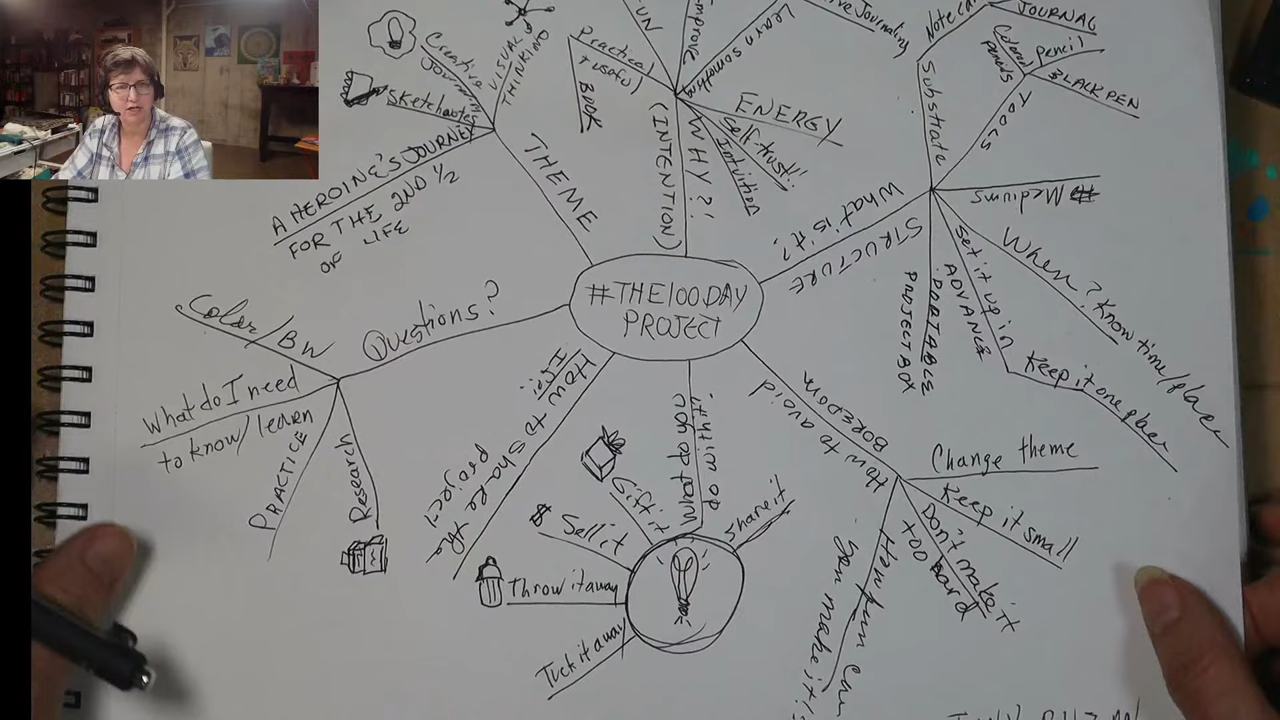 #THE100DAY
PROJECT
THEME
Creative
Journaling
VISUAL
THINKING
Sketchnotes
A HEROINE'S JOURNEY
FOR THE 2ND 1/2
OF LIFE
WHY?!
(INTENTION)
Practical
+ useful
BOOK
FUN
Improve
Learn something
Journaling
ENERGY
Self-trust!!
Intuition
What is it?
STRUCTURE
Substrate
JOURNAL
TOOLS
Colored
pencil
BLACK PEN
# Mediums
When? Know time/place
Set it up in
ADVANCE
Keep it one place
PORTABLE
PROJECT BOX
How to avoid
BOREDOM
Change theme
Keep it small
Don't make it
TOO HARD
How fun can
you make it?
What do I
do with it
Share it
Gift it
$ Sell it
Throw it away
Tuck it away
How to share the
project
Questions?
Color/BW
What do I need
to know/learn
PRACTICE
Research